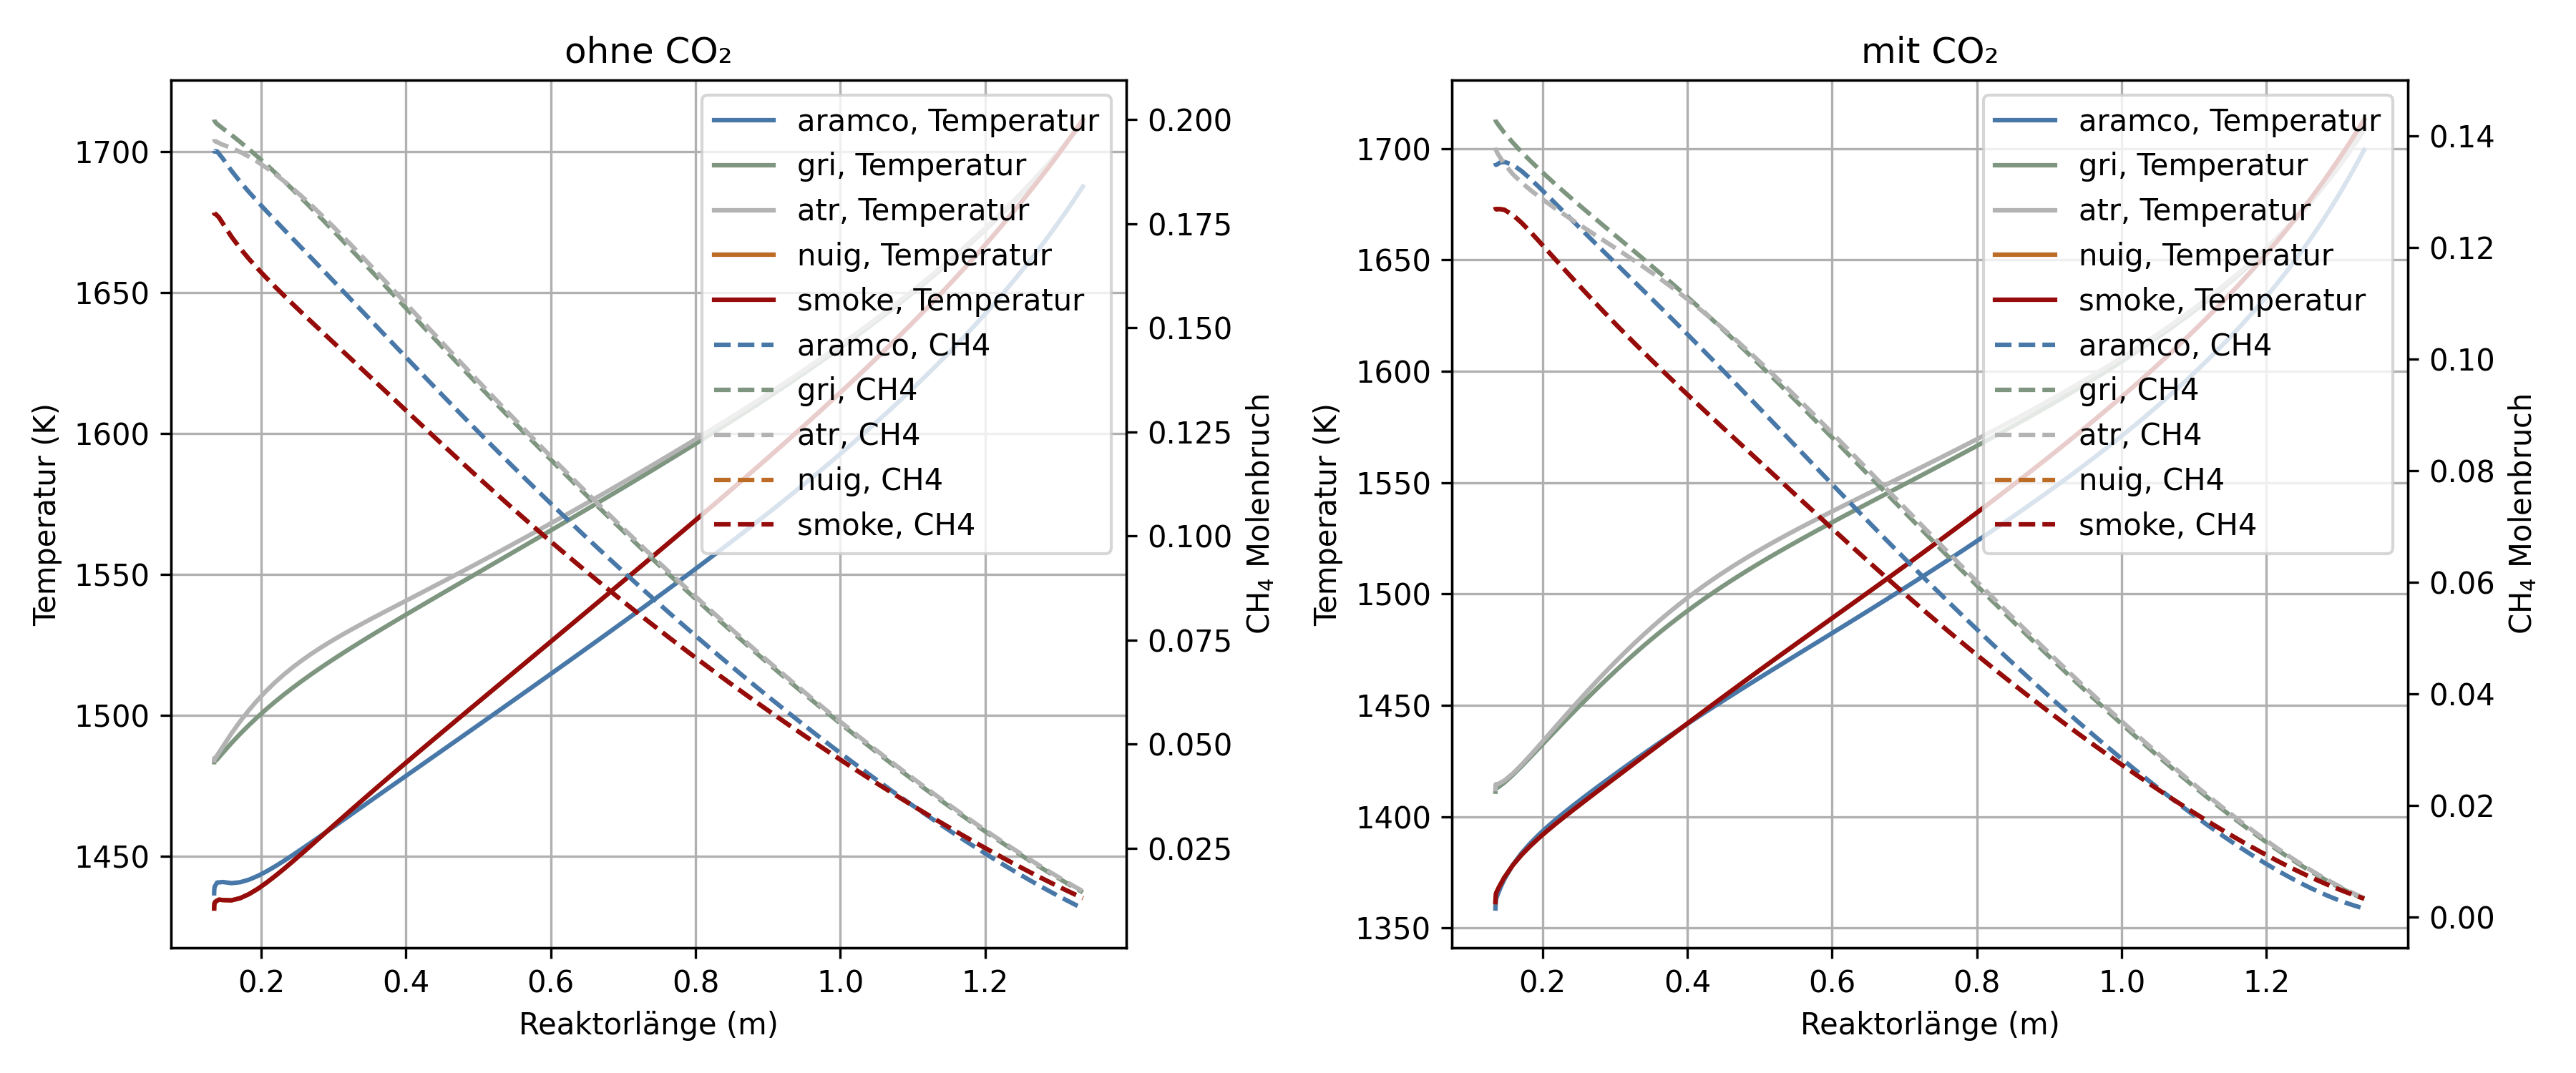 ohne CO₂
1700
1650
1600
1550
1500
1450
Temperatur (K)
aramco, Temperatur
gri, Temperatur
atr, Temperatur
nuig, Temperatur
smoke, Temperatur
aramco, CH4
gri, CH4
atr, CH4
nuig, CH4
smoke, CH4
0.200
0.175
0.150
0.125
0.100
0.075
0.050
0.025
CH₄ Molenbruch
0.2 0.4 0.6 0.8 1.0 1.2
Reaktorlänge (m)
mit CO₂
1700
1650
1600
1550
1500
1450
1400
1350
Temperatur (K)
aramco, Temperatur
gri, Temperatur
atr, Temperatur
nuig, Temperatur
smoke, Temperatur
aramco, CH4
gri, CH4
atr, CH4
nuig, CH4
smoke, CH4
0.14
0.12
0.10
0.08
0.06
0.04
0.02
0.00
CH₄ Molenbruch
0.2 0.4 0.6 0.8 1.0 1.2
Reaktorlänge (m)